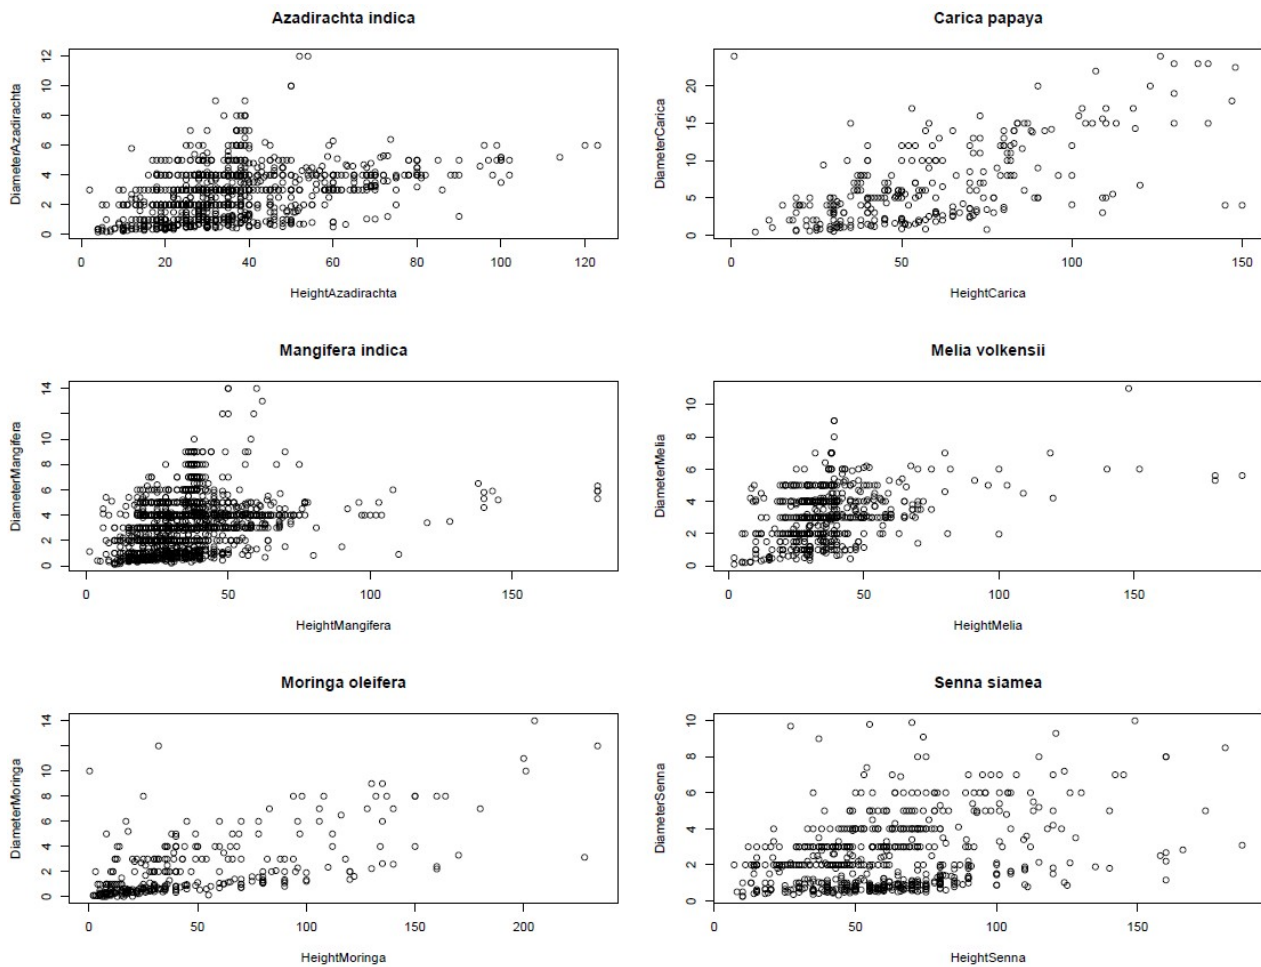 Azadirachta indica
DiameterAzadirachta
0 2 4 6 8 10 12
0 20 40 60 80 100 120
HeightAzadirachta
Carica papaya
DiameterCarica
0 5 10 15 20
0 50 100 150
HeightCarica
Mangifera indica
DiameterMangifera
0 2 4 6 8 10 14
0 50 100 150
HeightMangifera
Melia volkensii
DiameterMelia
0 2 4 6 8 10
0 50 100 150
HeightMelia
Moringa oleifera
DiameterMoringa
0 2 4 6 8 10 14
0 50 100 150 200
HeightMoringa
Senna siamea
DiameterSenna
0 2 4 6 8 10
0 50 100 150
HeightSenna